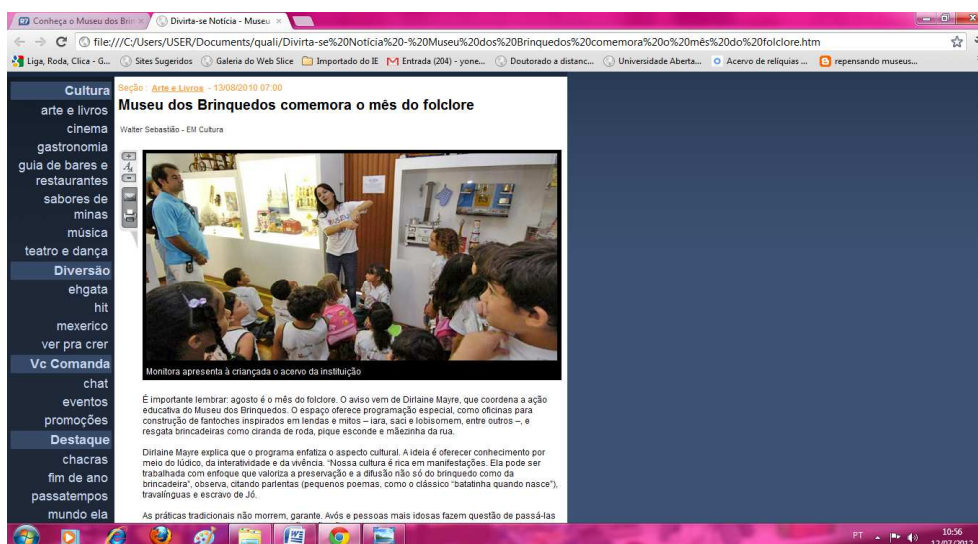 Conheça o Museu dos Brin
Divirta-se Notícia - Museu
file:///C:/Users/USER/Documents/quali/Divirta-se%20Notícia%20-%20Museu%20dos%20Brinquedos%20comemora%20o%20mês%20do%20folclore.htm
Liga, Roda, Clica - G...
Sites Sugeridos
Galeria do Web Slice
Importado do IE
Entrada (204) - yone...
Doutorado a distanc...
Universidade Aberta...
Acervo de relíquias ...
repensando museus...
Cultura
arte e livros
cinema
gastronomia
guia de bares e
restaurantes
sabores de
minas
música
teatro e dança
Diversão
ehgata
hit
mexerico
ver pra crer
Vc Comanda
chat
eventos
promoções
Destaque
chacras
fim de ano
passatempos
mundo ela
Seção : Arte e Livros - 13/08/2010 07:00
Museu dos Brinquedos comemora o mês do folclore
Walter Sebastião - EM Cultura
Monitora apresenta à criançada o acervo da instituição
É importante lembrar: agosto é o mês do folclore. O aviso vem de Dirlaine Mayre, que coordena a ação
educativa do Museu dos Brinquedos. O espaço oferece programação especial, como oficinas para
construção de fantoches inspirados em lendas e mitos – iara, saci e lobisomem, entre outros –, e
resgata brincadeiras como ciranda de roda, pique esconde e mãezinha da rua.
Dirlaine Mayre explica que o programa enfatiza o aspecto cultural. A ideia é oferecer conhecimento por
meio do lúdico, da interatividade e da vivência. "Nossa cultura é rica em manifestações. Ela pode ser
trabalhada com enfoque que valoriza a preservação e a difusão não só do brinquedo como da
brincadeira", observa, citando parlentas (pequenos poemas, como o clássico "batatinha quando nasce"),
travalínguas e escravo de Jó.
As práticas tradicionais não morrem, garante. Avós e pessoas mais idosas fazem questão de passá-las
PT
10:56
12/07/2012